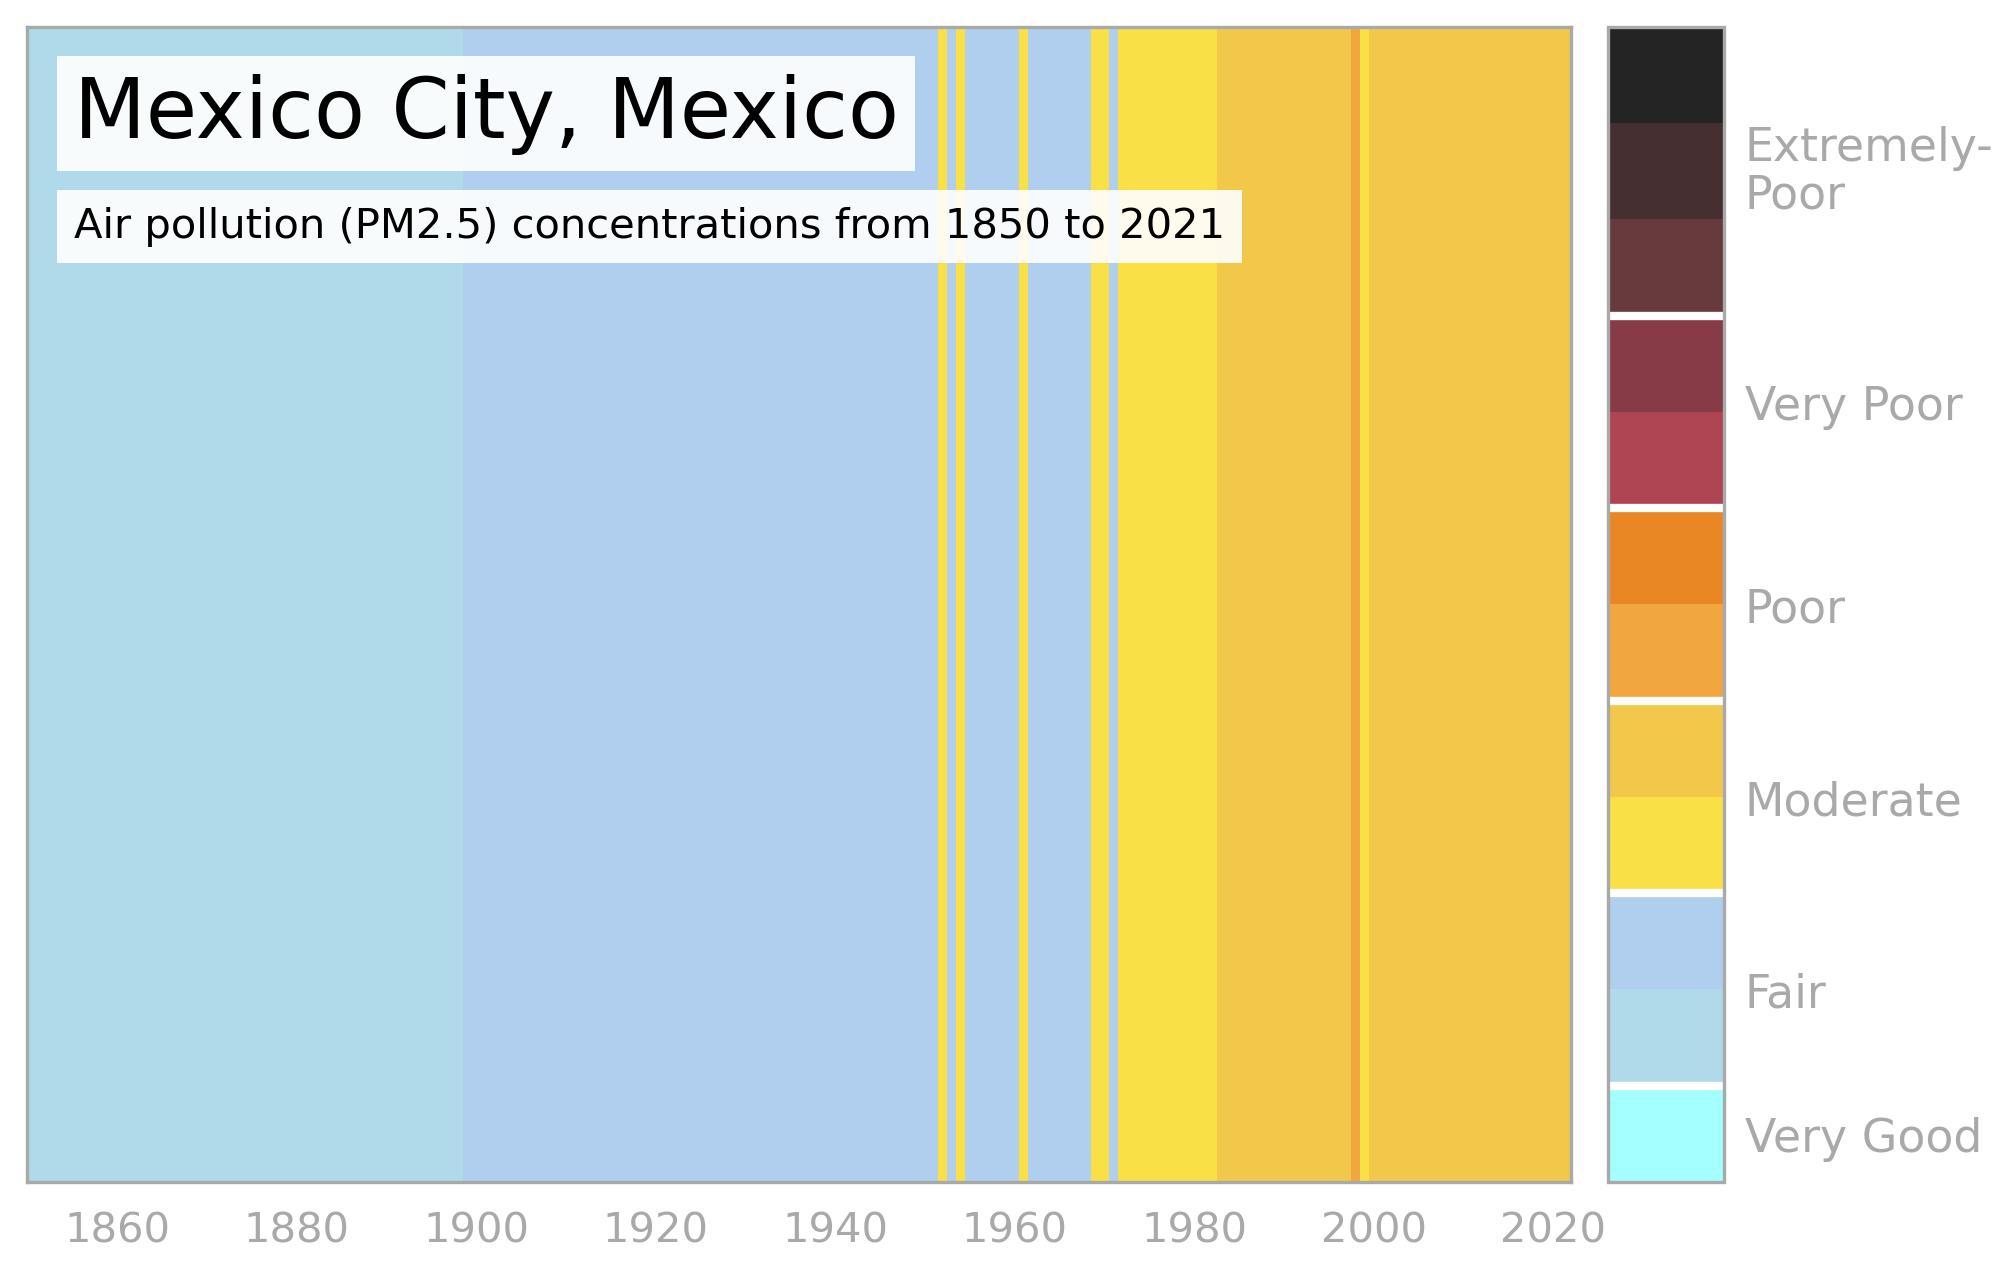 Mexico City, Mexico
Air pollution (PM2.5) concentrations from 1850 to 2021
Extremely-
Poor
Very Poor
Poor
Moderate
Fair
Very Good
1860 1880 1900 1920 1940 1960 1980 2000 2020